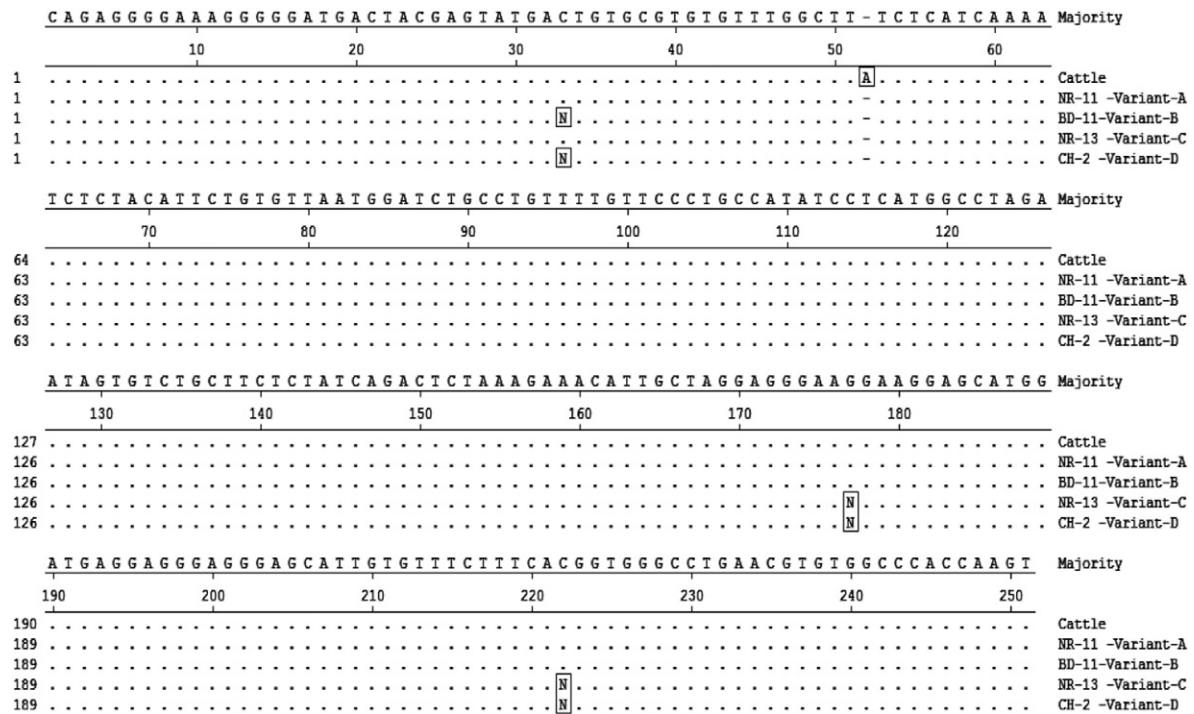 C A G A G G G G A A A G G G G G A T G A C T A C G A G T A T G A C T G T G C G T G T G T T T G G C T T - T C T C A T C A A A A Majority
10 20 30 40 50 60
1 . . . . . . . . . . . . . . . . . . . . . . . . . . . . . . . . . . . . . . . . . . . . . . . . . . . A . . . . . . . . . . . Cattle
1 . . . . . . . . . . . . . . . . . . . . . . . . . . . . . . . . . . . . . . . . . . . . . . . . . . . - . . . . . . . . . . . NR-11 -Variant-A
1 . . . . . . . . . . . . . . . . . . . . . . . . . . . . . . . . N . . . . . . . . . . . . . . . . . . - . . . . . . . . . . . BD-11-Variant-B
1 . . . . . . . . . . . . . . . . . . . . . . . . . . . . . . . . . . . . . . . . . . . . . . . . . . . - . . . . . . . . . . . NR-13 -Variant-C
1 . . . . . . . . . . . . . . . . . . . . . . . . . . . . . . . . N . . . . . . . . . . . . . . . . . . - . . . . . . . . . . . CH-2 -Variant-D
T C T C T A C A T T C T G T G T T A A T G G A T C T G C C T G T T T T G T T C C C T G C C A T A T C C T C A T G G C C T A G A Majority
70 80 90 100 110 120
64 . . . . . . . . . . . . . . . . . . . . . . . . . . . . . . . . . . . . . . . . . . . . . . . . . . . . . . . . . . . . . . . Cattle
63 . . . . . . . . . . . . . . . . . . . . . . . . . . . . . . . . . . . . . . . . . . . . . . . . . . . . . . . . . . . . . . . NR-11 -Variant-A
63 . . . . . . . . . . . . . . . . . . . . . . . . . . . . . . . . . . . . . . . . . . . . . . . . . . . . . . . . . . . . . . . BD-11-Variant-B
63 . . . . . . . . . . . . . . . . . . . . . . . . . . . . . . . . . . . . . . . . . . . . . . . . . . . . . . . . . . . . . . . NR-13 -Variant-C
63 . . . . . . . . . . . . . . . . . . . . . . . . . . . . . . . . . . . . . . . . . . . . . . . . . . . . . . . . . . . . . . . CH-2 -Variant-D
A T A G T G T C T G C T T C T C T A T C A G A C T C T A A A G A A A C A T T G C T A G G A G G G A A G G A A G G A G C A T G G Majority
130 140 150 160 170 180
127 . . . . . . . . . . . . . . . . . . . . . . . . . . . . . . . . . . . . . . . . . . . . . . . . . . . . . . . . . . . . . . . Cattle
126 . . . . . . . . . . . . . . . . . . . . . . . . . . . . . . . . . . . . . . . . . . . . . . . . . . . . . . . . . . . . . . . NR-11 -Variant-A
126 . . . . . . . . . . . . . . . . . . . . . . . . . . . . . . . . . . . . . . . . . . . . . . . . . . . . . . . . . . . . . . . BD-11-Variant-B
126 . . . . . . . . . . . . . . . . . . . . . . . . . . . . . . . . . . . . . . . . . . . . . . . . . . N . . . . . . . . . . . . NR-13 -Variant-C
126 . . . . . . . . . . . . . . . . . . . . . . . . . . . . . . . . . . . . . . . . . . . . . . . . . . N . . . . . . . . . . . . CH-2 -Variant-D
A T G A G G A G G G A G G G A G C A T T G T G T T T C T T T C A C G G T G G G C C T G A A C G T G T G G C C C A C C A A G T Majority
190 200 210 220 230 240 250
190 . . . . . . . . . . . . . . . . . . . . . . . . . . . . . . . . . . . . . . . . . . . . . . . . . . . . . . . . . . . . . . Cattle
189 . . . . . . . . . . . . . . . . . . . . . . . . . . . . . . . . . . . . . . . . . . . . . . . . . . . . . . . . . . . . . . NR-11 -Variant-A
189 . . . . . . . . . . . . . . . . . . . . . . . . . . . . . . . . . . . . . . . . . . . . . . . . . . . . . . . . . . . . . . BD-11-Variant-B
189 . . . . . . . . . . . . . . . . . . . . . . . . . . . . . . . . N . . . . . . . . . . . . . . . . . . . . . . . . . . . . . NR-13 -Variant-C
189 . . . . . . . . . . . . . . . . . . . . . . . . . . . . . . . . N . . . . . . . . . . . . . . . . . . . . . . . . . . . . . CH-2 -Variant-D